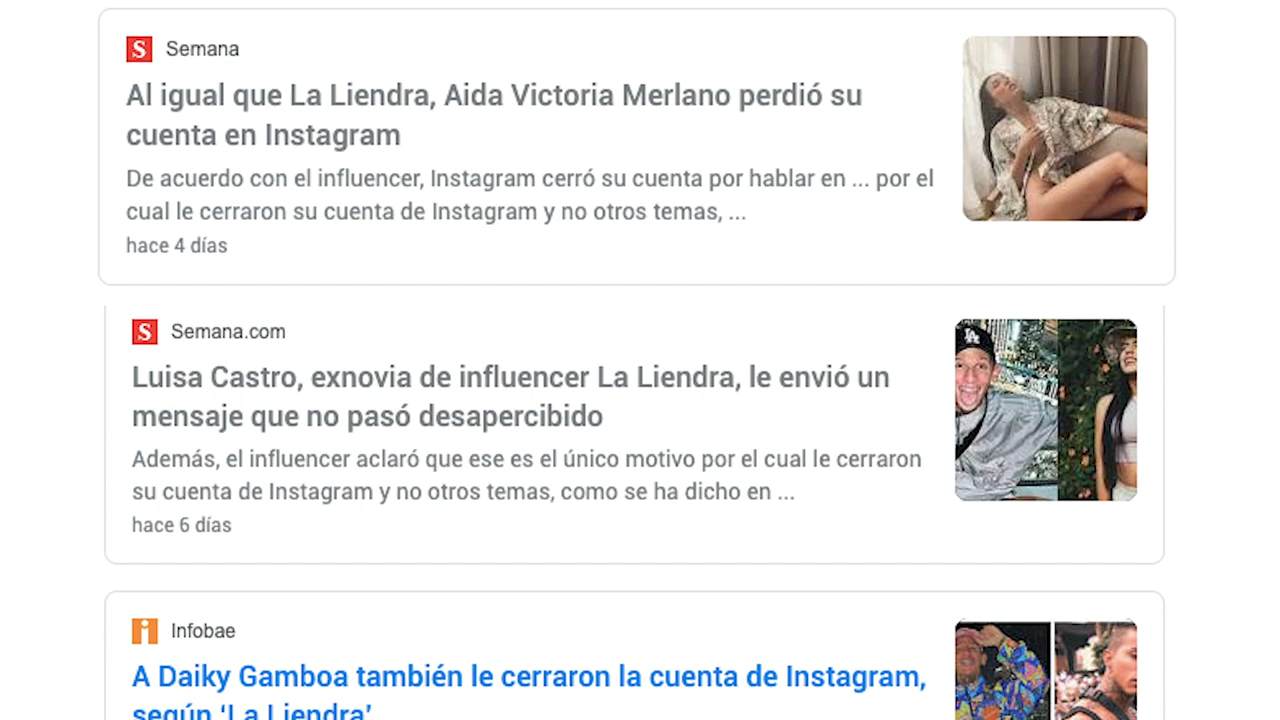 Semana
Al igual que La Liendra, Aida Victoria Merlano perdió su
cuenta en Instagram
De acuerdo con el influencer, Instagram cerró su cuenta por hablar en ... por el
cual le cerraron su cuenta de Instagram y no otros temas, ...
hace 4 días
Semana.com
Luisa Castro, exnovia de influencer La Liendra, le envió un
mensaje que no pasó desapercibido
Además, el influencer aclaró que ese es el único motivo por el cual le cerraron
su cuenta de Instagram y no otros temas, como se ha dicho en ...
hace 6 días
Infobae
A Daiky Gamboa también le cerraron la cuenta de Instagram,
según ‘La Liendra’